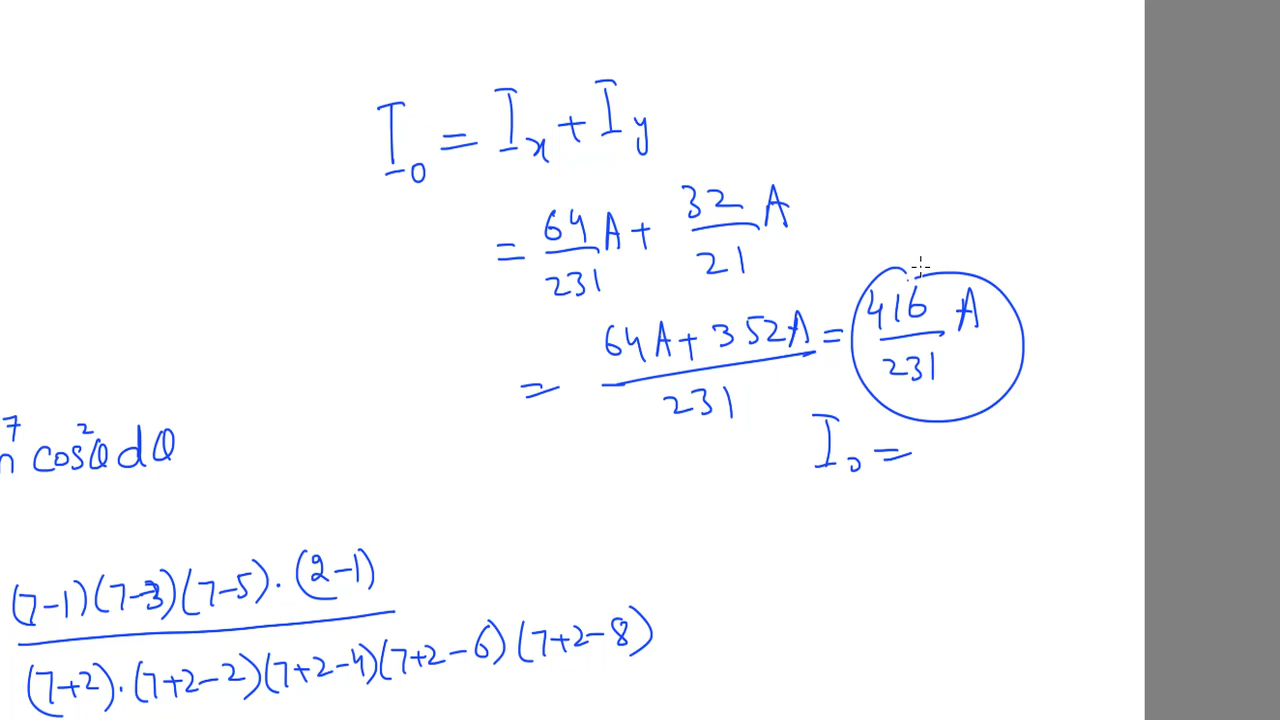 I₀ = Iₓ + I_y
= 64/231 A + 32/21 A
= (64A + 352A)/231 = 416/231 A
I₀ =
⁷ cos²θ dθ
(7-1)(7-3)(7-5)·(2-1)
(7+2)·(7+2-2)(7+2-4)(7+2-6)(7+2-8)